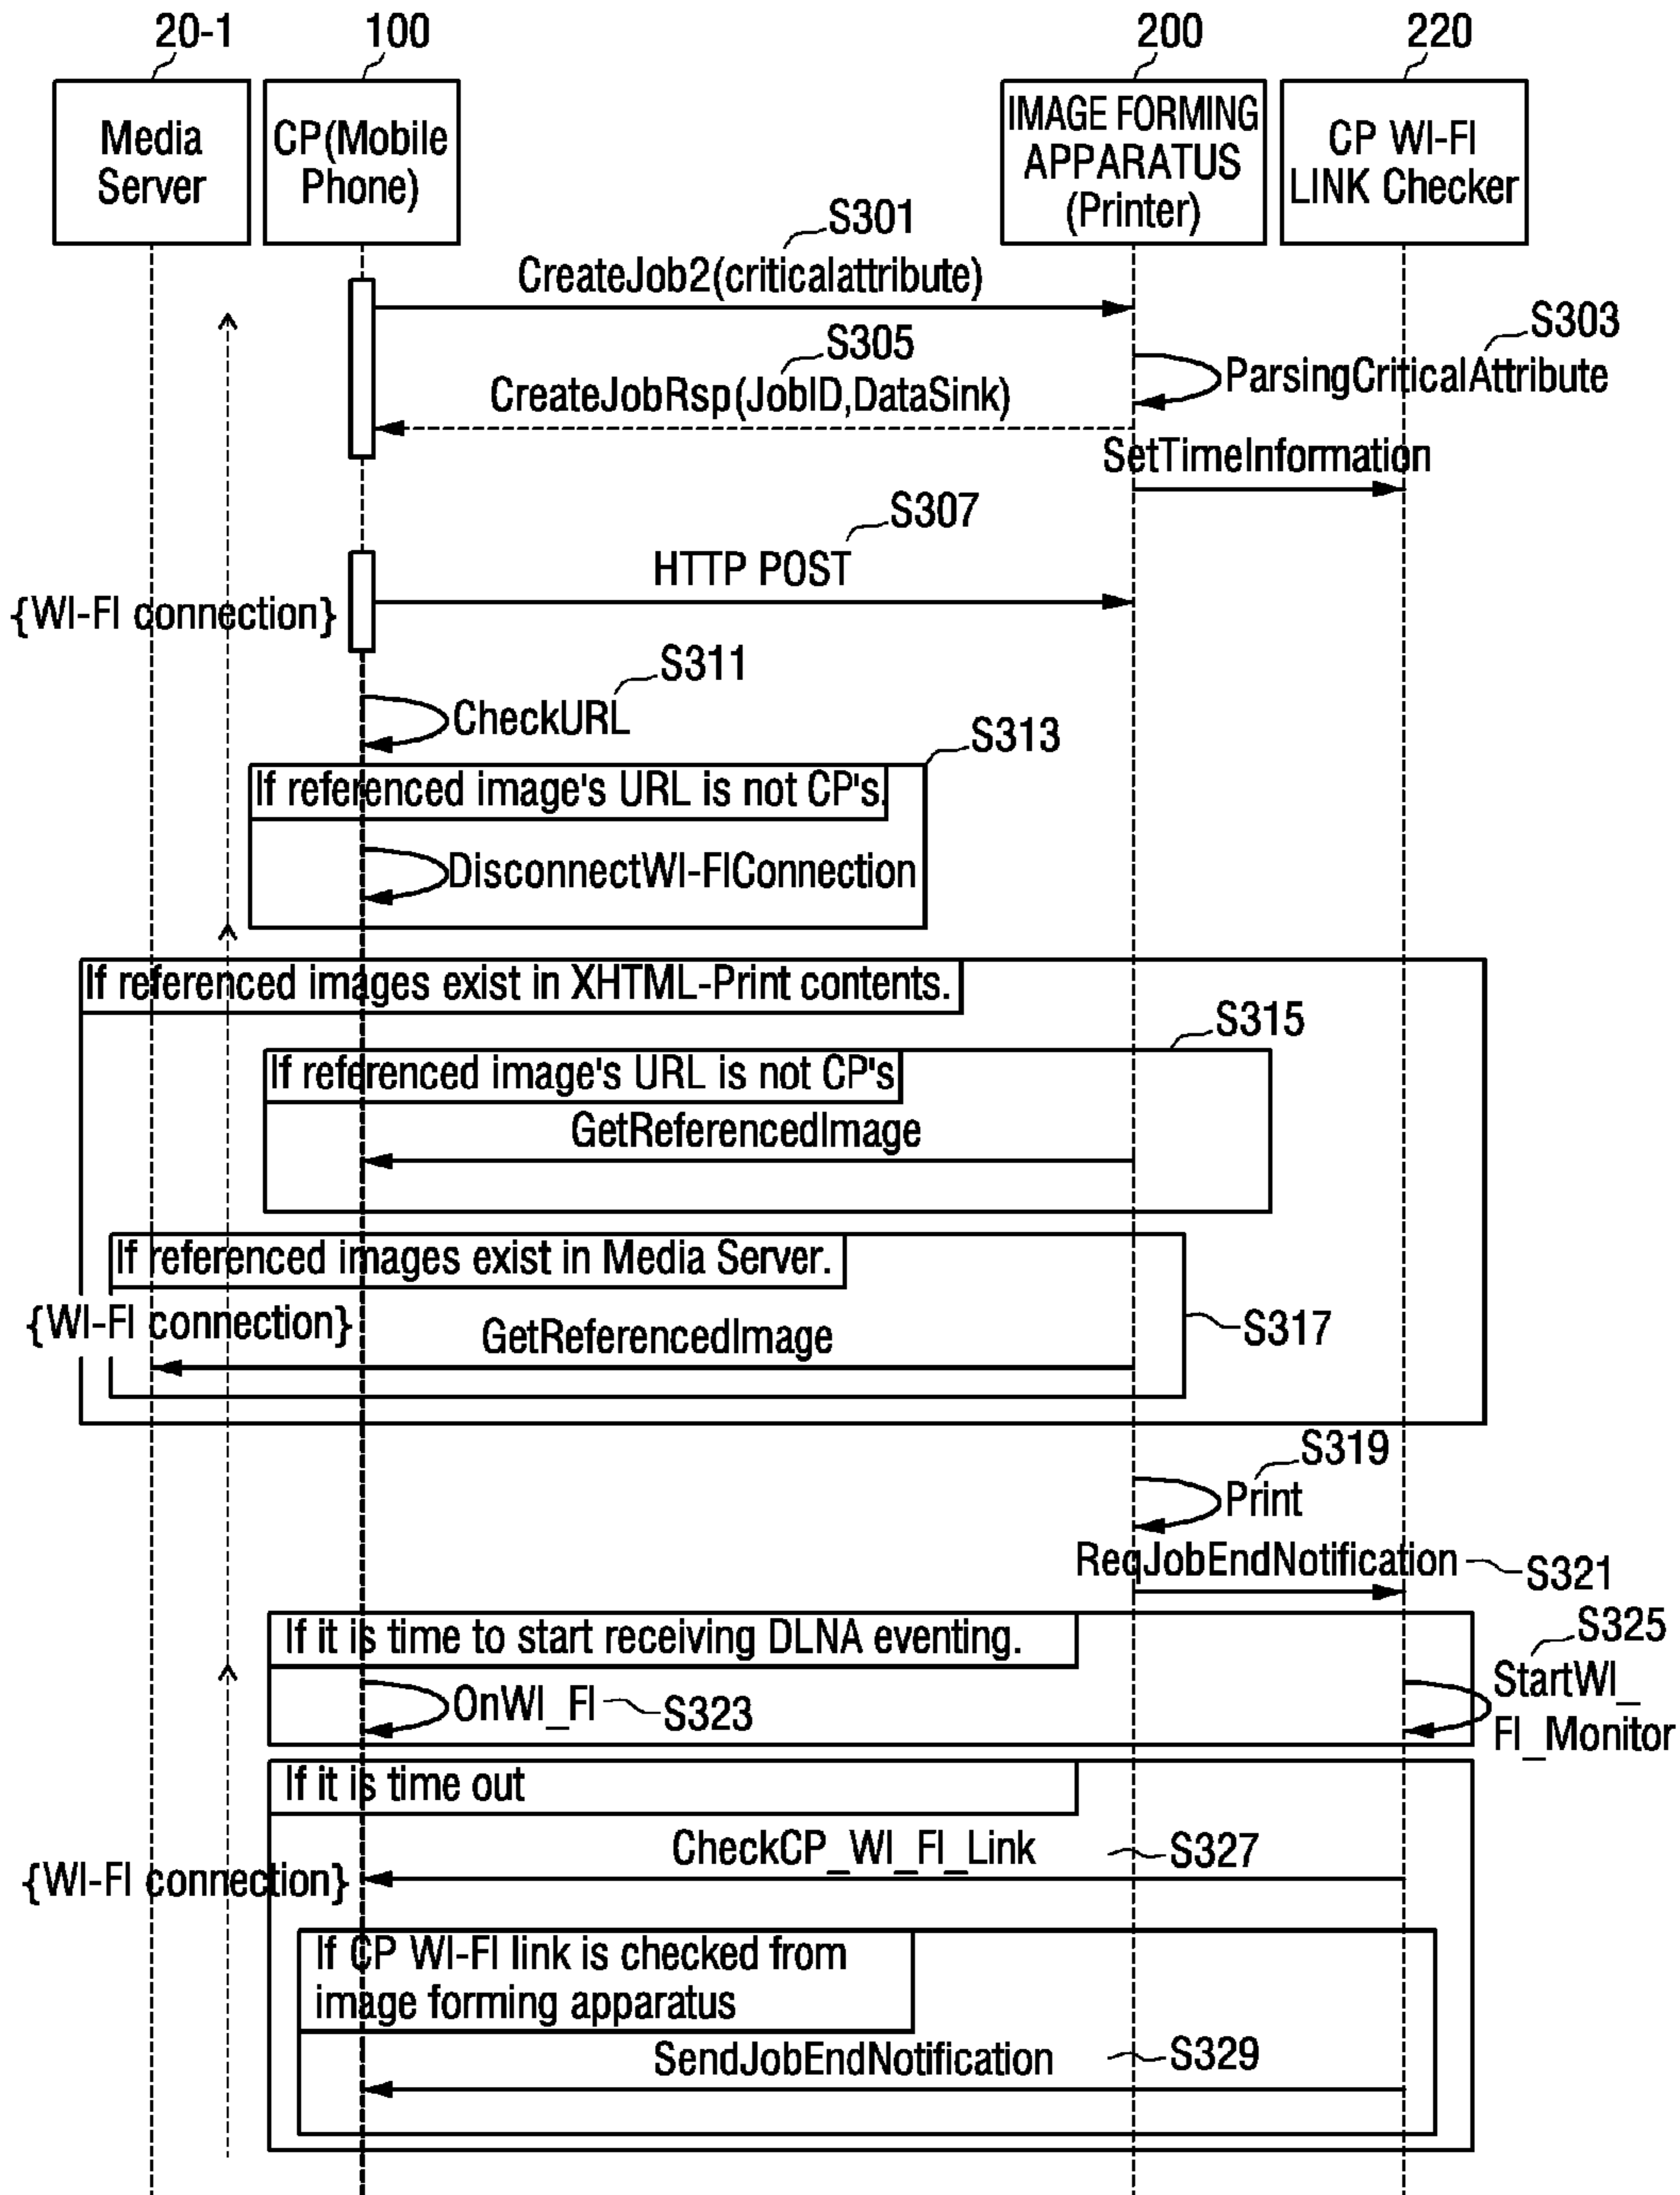 20-1
100
200
220
Media
Server
CP(Mobile
Phone)
IMAGE FORMING
APPARATUS
(Printer)
CP WI-FI
LINK Checker
S301
CreateJob2(criticalattribute)
S303
ParsingCriticalAttribute
S305
CreateJobRsp(JobID,DataSink)
SetTimeInformation
S307
HTTP POST
{WI-FI connection}
S311
CheckURL
S313
If referenced image's URL is not CP's.
DisconnectWI-FIConnection
If referenced images exist in XHTML-Print contents.
S315
If referenced image's URL is not CP's
GetReferencedImage
If referenced images exist in Media Server.
{WI-FI connection}
GetReferencedImage
S317
S319
Print
ReqJobEndNotification
S321
If it is time to start receiving DLNA eventing.
S325
StartWI_
FI_Monitor
OnWI_FI
S323
If it is time out
CheckCP_WI_FI_Link
S327
{WI-FI connection}
If CP WI-FI link is checked from
image forming apparatus
SendJobEndNotification
S329